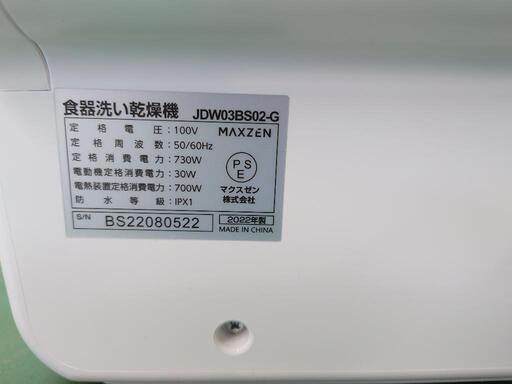 食器洗い乾燥機 JDW03BS02-G
定格電圧:100V MAXZEN
定格周波数:50/60Hz
定格消費電力:730W
電動機定格消費電力:30W
電熱装置定格消費電力:700W
防水等級:IPX1
PS
E
マクスゼン
株式会社
S/N BS22080522
2022年製
MADE IN CHINA